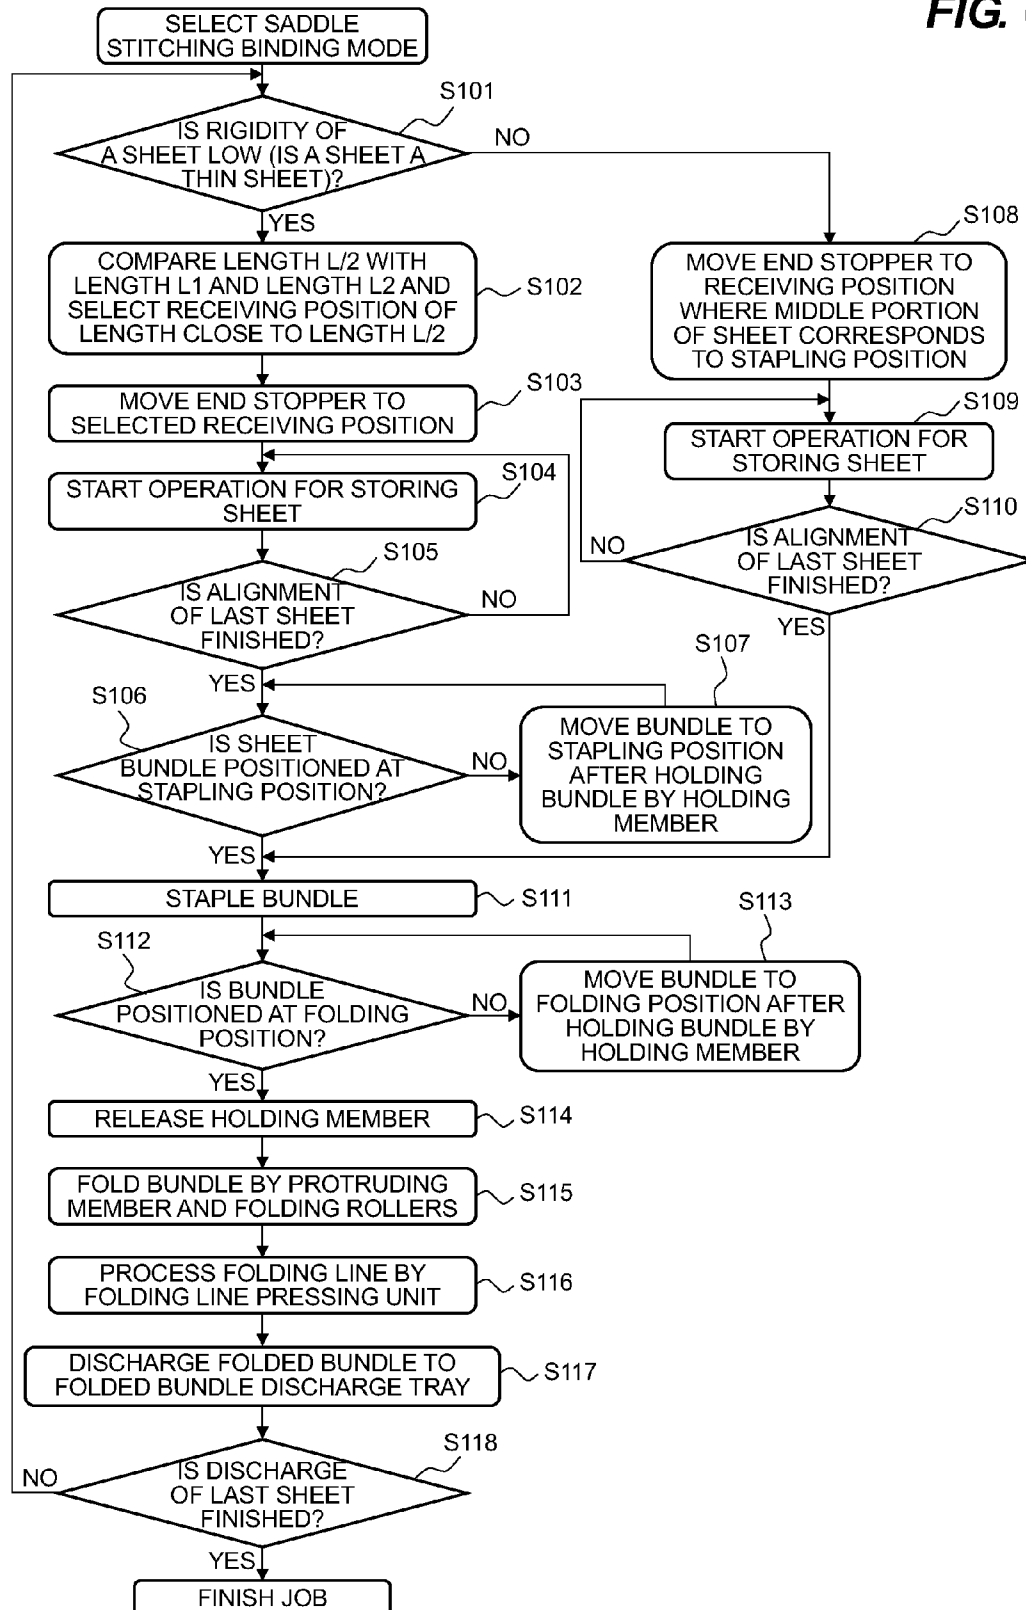 FIG.
SELECT SADDLE
STITCHING BINDING MODE
S101
IS RIGIDITY OF
A SHEET LOW (IS A SHEET A
THIN SHEET)?
NO
YES
S102
COMPARE LENGTH L/2 WITH
LENGTH L1 AND LENGTH L2 AND
SELECT RECEIVING POSITION OF
LENGTH CLOSE TO LENGTH L/2
S108
MOVE END STOPPER TO
RECEIVING POSITION
WHERE MIDDLE PORTION
OF SHEET CORRESPONDS
TO STAPLING POSITION
S103
MOVE END STOPPER TO
SELECTED RECEIVING POSITION
S109
START OPERATION FOR
STORING SHEET
S104
START OPERATION FOR STORING
SHEET
S110
IS ALIGNMENT
OF LAST SHEET
FINISHED?
NO
YES
S105
IS ALIGNMENT
OF LAST SHEET
FINISHED?
NO
YES
S106
IS SHEET
BUNDLE POSITIONED AT
STAPLING POSITION?
NO
YES
S107
MOVE BUNDLE TO
STAPLING POSITION
AFTER HOLDING
BUNDLE BY HOLDING
MEMBER
STAPLE BUNDLE
S111
S112
IS BUNDLE
POSITIONED AT FOLDING
POSITION?
NO
YES
S113
MOVE BUNDLE TO
FOLDING POSITION AFTER
HOLDING BUNDLE BY
HOLDING MEMBER
RELEASE HOLDING MEMBER
S114
FOLD BUNDLE BY PROTRUDING
MEMBER AND FOLDING ROLLERS
S115
PROCESS FOLDING LINE BY
FOLDING LINE PRESSING UNIT
S116
DISCHARGE FOLDED BUNDLE TO
FOLDED BUNDLE DISCHARGE TRAY
S117
S118
IS DISCHARGE
OF LAST SHEET
FINISHED?
NO
YES
FINISH JOB